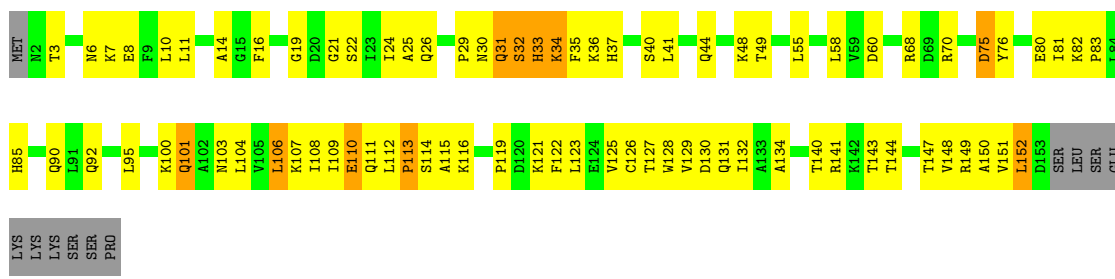 MET N2 T3 N6 K7 E8 F9 L10 L11 A14 G15 F16 G19 D20 G21 S22 I23 I24 A25 Q26 P29 N30 Q31 S32 H33 K34 F35 K36 H37 S40 L41 Q44 K48 T49 L55 L58 V59 D60 R68 D69 R70 D75 Y76 E80 I81 K82 P83 L84
H85 Q90 L91 Q92 L95 K100 Q101 A102 N103 L104 V105 L106 K107 I108 I109 E110 Q111 L112 P113 S114 A115 K116 P119 D120 K121 F122 L123 E124 V125 C126 T127 W128 V129 D130 Q131 I132 A133 A134 T140 R141 K142 T143 T144 T147 V148 R149 A150 V151 L152 D153 SER LEU SER GLU
LYS LYS LYS SER SER PRO